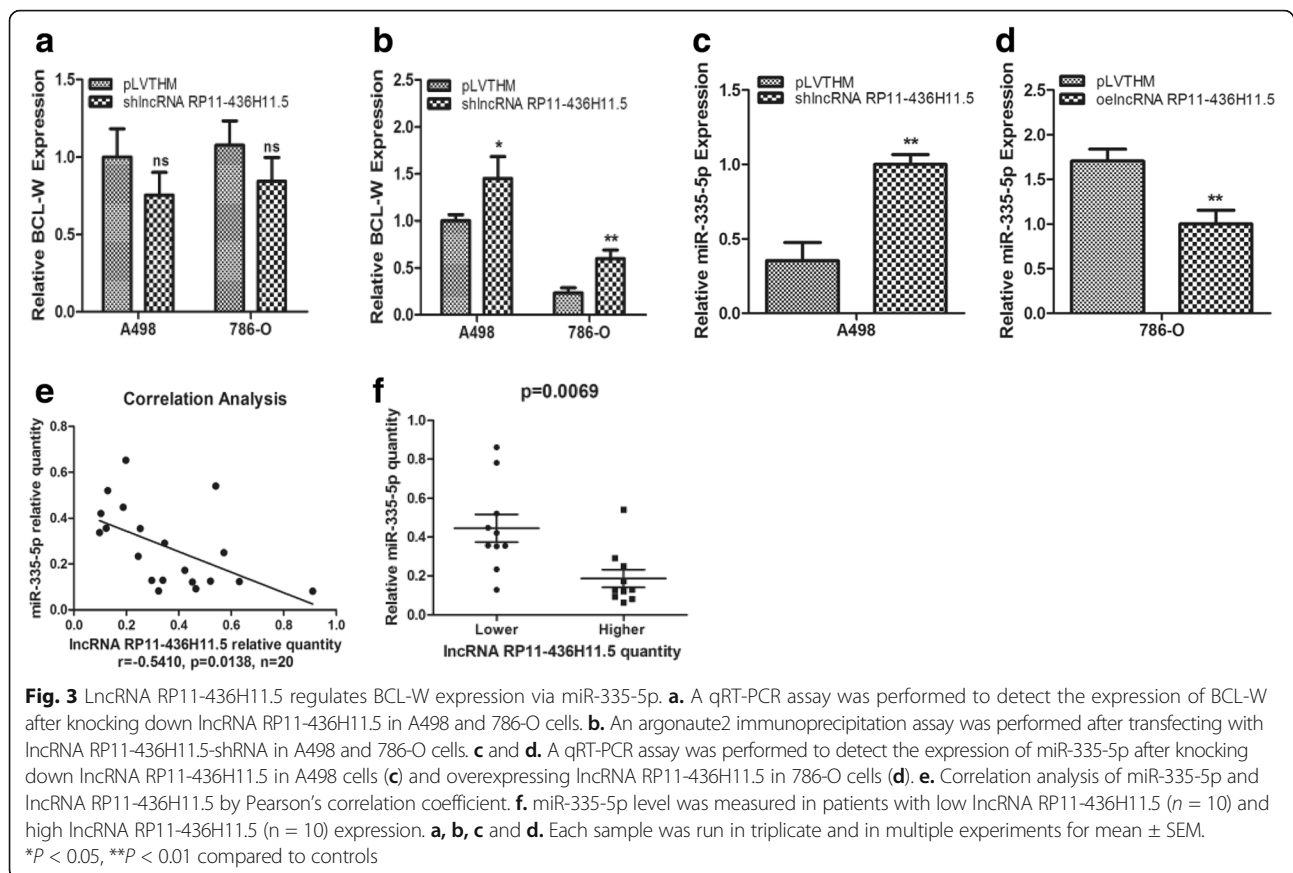 a
pLVTHM
shlncRNA RP11-436H11.5
Relative BCL-W Expression
1.5
1.0
0.5
0.0
ns
ns
A498
786-O
b
pLVTHM
shlncRNA RP11-436H11.5
Relative BCL-W Expression
2.5
2.0
1.5
1.0
0.5
0.0
*
**
A498
786-O
c
pLVTHM
shlncRNA RP11-436H11.5
Relative miR-335-5p Expression
1.5
1.0
0.5
0.0
**
A498
d
pLVTHM
oelncRNA RP11-436H11.5
Relative miR-335-5p Expression
2.5
2.0
1.5
1.0
0.5
0.0
**
786-O
e
Correlation Analysis
miR-335-5p relative quantity
0.8
0.6
0.4
0.2
0.0
0.0 0.2 0.4 0.6 0.8 1.0
lncRNA RP11-436H11.5 relative quantity
r=-0.5410, p=0.0138, n=20
f
p=0.0069
Relative miR-335-5p quantity
1.0
0.8
0.6
0.4
0.2
0.0
Lower Higher
lncRNA RP11-436H11.5 quantity
Fig. 3 LncRNA RP11-436H11.5 regulates BCL-W expression via miR-335-5p. a. A qRT-PCR assay was performed to detect the expression of BCL-W
after knocking down lncRNA RP11-436H11.5 in A498 and 786-O cells. b. An argonaute2 immunoprecipitation assay was performed after transfecting with
lncRNA RP11-436H11.5-shRNA in A498 and 786-O cells. c and d. A qRT-PCR assay was performed to detect the expression of miR-335-5p after knocking
down lncRNA RP11-436H11.5 in A498 cells (c) and overexpressing lncRNA RP11-436H11.5 in 786-O cells (d). e. Correlation analysis of miR-335-5p and
lncRNA RP11-436H11.5 by Pearson's correlation coefficient. f. miR-335-5p level was measured in patients with low lncRNA RP11-436H11.5 (n = 10) and
high lncRNA RP11-436H11.5 (n = 10) expression. a, b, c and d. Each sample was run in triplicate and in multiple experiments for mean ± SEM.
*P < 0.05, **P < 0.01 compared to controls